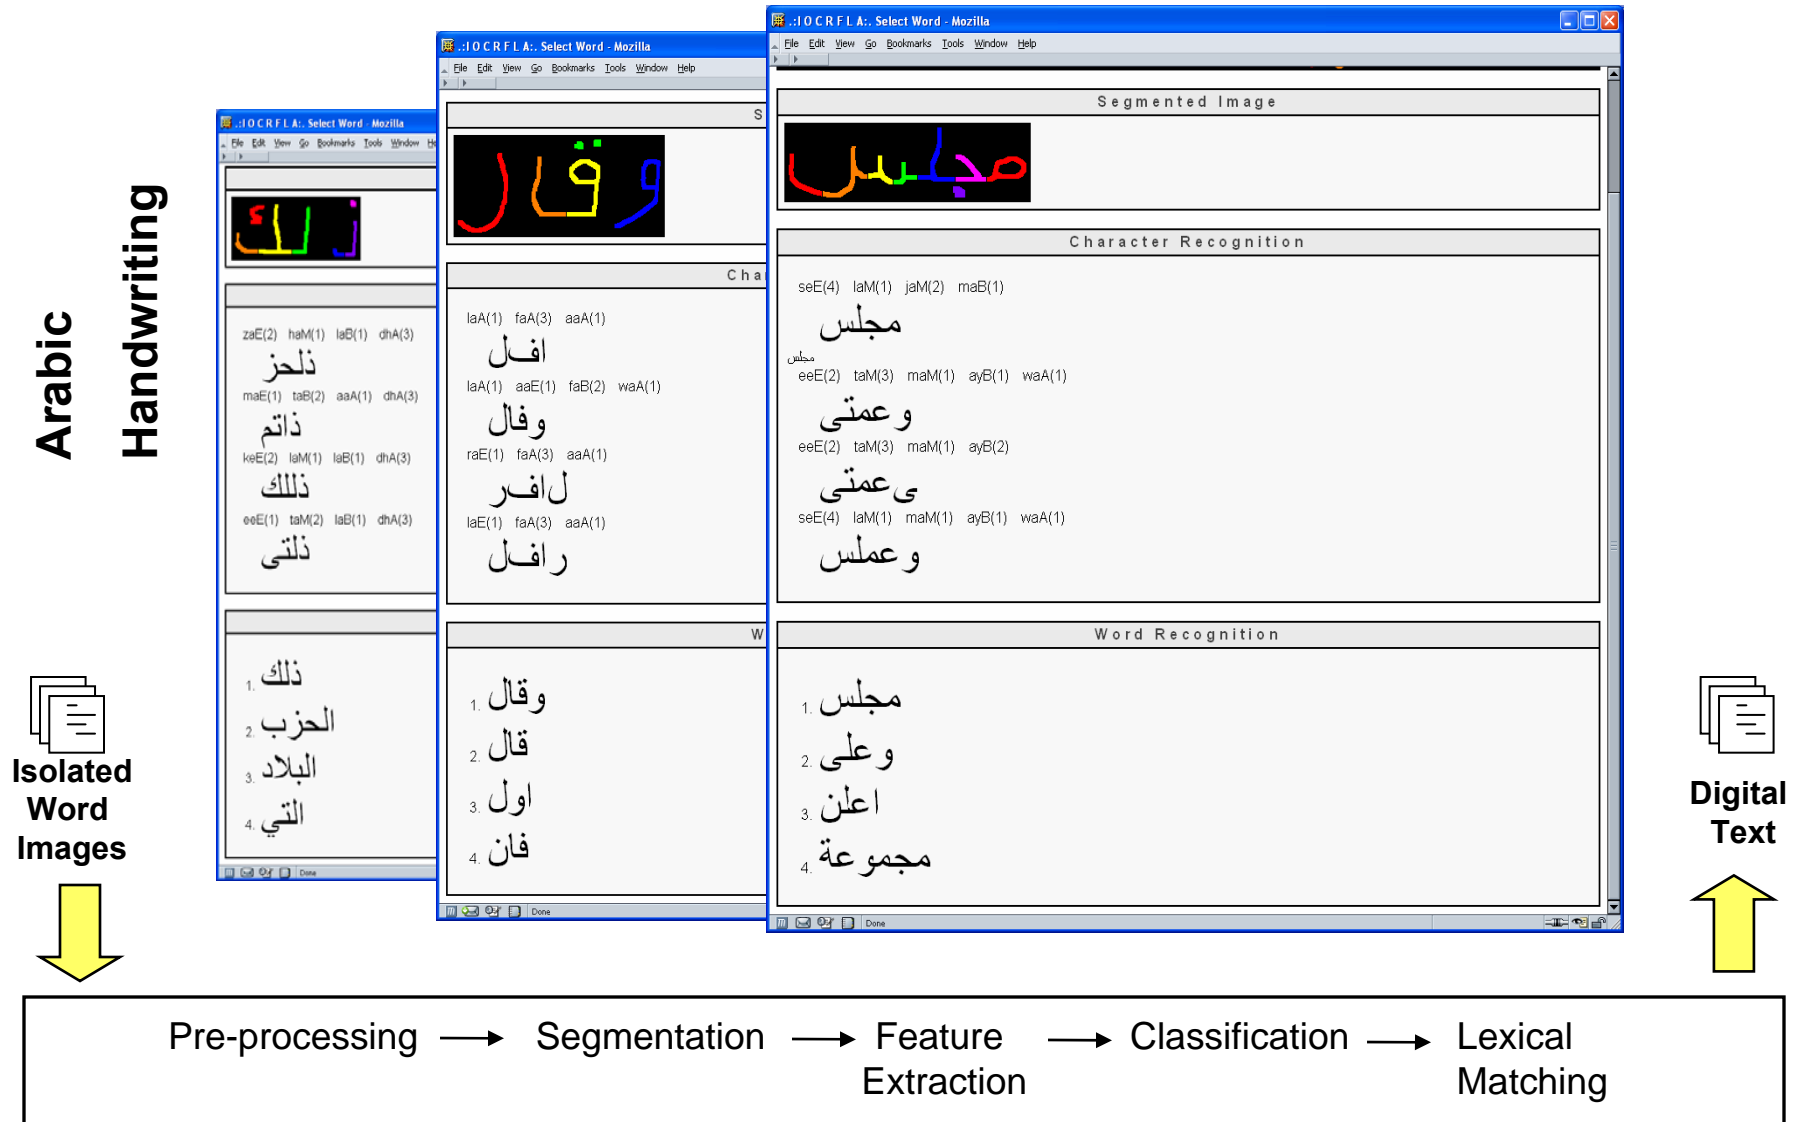 Arabic
Handwriting
.:I O C R F L A:. Select Word - Mozilla
File Edit View Go Bookmarks Tools Window
ذلك
zaE(2) haM(1) laB(1) dhA(3)
ذلحز
maE(1) taB(2) aaA(1) dhA(3)
ذاتم
keE(2) laM(1) laB(1) dhA(3)
ذللك
eeE(1) taM(2) laB(1) dhA(3)
ذلتى
1. ذلك
2. الحزب
3. البلاد
4. التي
Done
.:I O C R F L A:. Select Word - Mozilla
File Edit View Go Bookmarks Tools Window Help
S
وقال
Cha
laA(1) faA(3) aaA(1)
افل
laA(1) aaE(1) faB(2) waA(1)
وفال
raE(1) faA(3) aaA(1)
لافر
laE(1) faA(3) aaA(1)
رافل
W
1. وقال
2. قال
3. اول
4. فان
Done
.:I O C R F L A:. Select Word - Mozilla
File Edit View Go Bookmarks Tools Window Help
Segmented Image
مجلس
Character Recognition
seE(4) laM(1) jaM(2) maB(1)
مجلس
مجلس
eeE(2) taM(3) maM(1) ayB(1) waA(1)
وعمتى
eeE(2) taM(3) maM(1) ayB(2)
ىعمتى
seE(4) laM(1) maM(1) ayB(1) waA(1)
وعملس
Word Recognition
1. مجلس
2. وعلى
3. اعلن
4. مجموعة
Done
Isolated
Word
Images
Digital
Text
Pre-processing → Segmentation → Feature Extraction → Classification → Lexical Matching